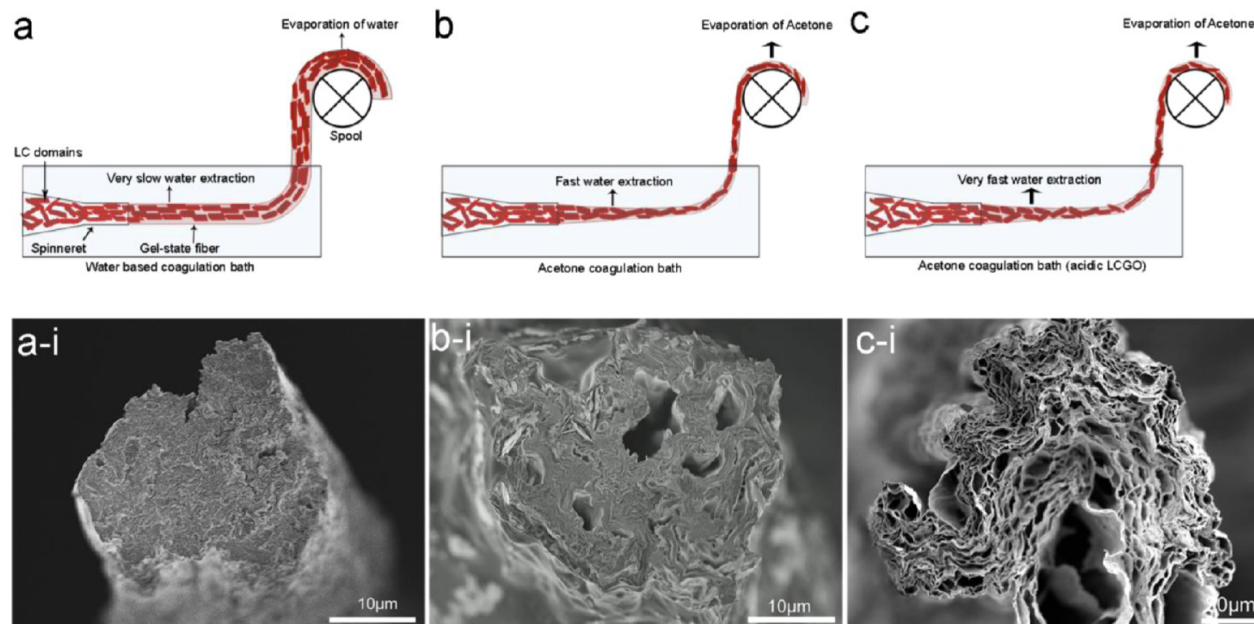 a
Evaporation of water
Spool
LC domains
Very slow water extraction
Spinneret
Gel-state fiber
Water based coagulation bath
b
Evaporation of Acetone
Fast water extraction
Acetone coagulation bath
c
Evaporation of Acetone
Very fast water extraction
Acetone coagulation bath (acidic LCGO)
a-i
10µm
b-i
10µm
c-i
10µm